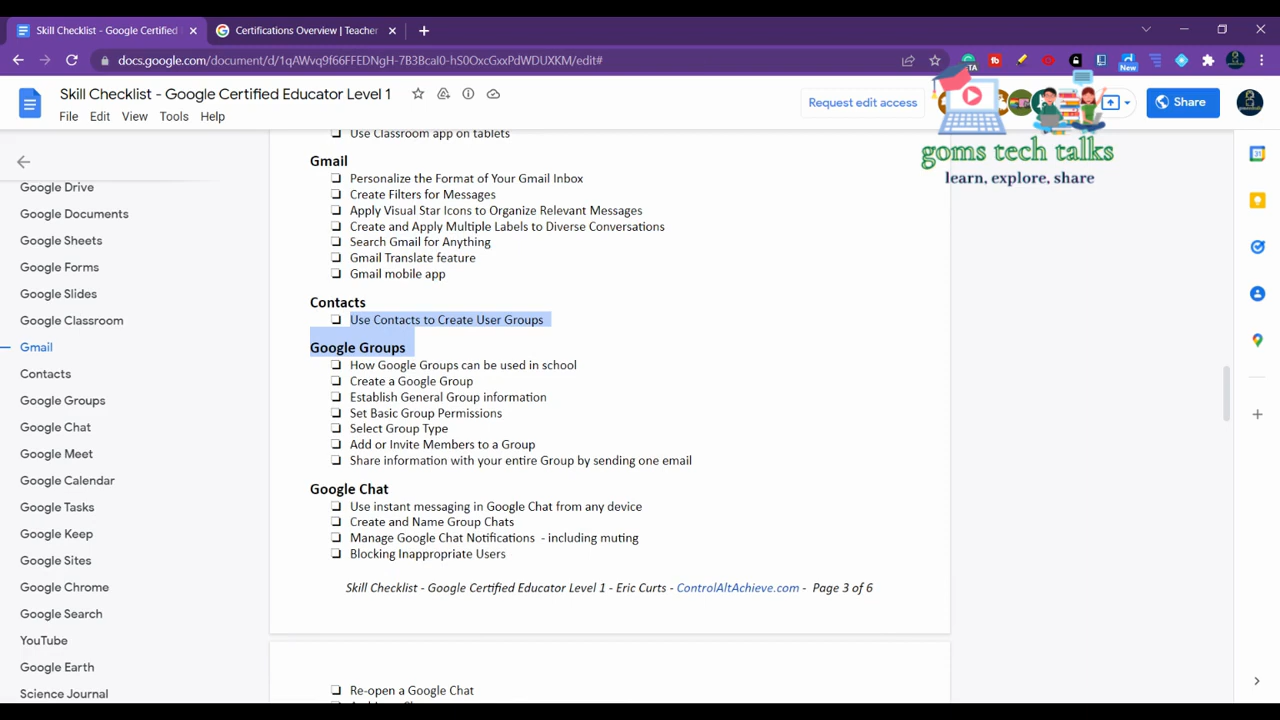 Skill Checklist - Google Certified
Certifications Overview | Teacher
docs.google.com/document/d/1qAWvq9f66FFEDNgH-7B3Bcal0-hS0OxcGxxPdWDUXKM/edit#
New
Skill Checklist - Google Certified Educator Level 1
File Edit View Tools Help
Request edit access
Share
goms tech talks
learn, explore, share
Google Drive
Google Documents
Google Sheets
Google Forms
Google Slides
Google Classroom
Gmail
Contacts
Google Groups
Google Chat
Google Meet
Google Calendar
Google Tasks
Google Keep
Google Sites
Google Chrome
Google Search
YouTube
Google Earth
Science Journal
Use Classroom app on tablets
Gmail
Personalize the Format of Your Gmail Inbox
Create Filters for Messages
Apply Visual Star Icons to Organize Relevant Messages
Create and Apply Multiple Labels to Diverse Conversations
Search Gmail for Anything
Gmail Translate feature
Gmail mobile app
Contacts
Use Contacts to Create User Groups
Google Groups
How Google Groups can be used in school
Create a Google Group
Establish General Group information
Set Basic Group Permissions
Select Group Type
Add or Invite Members to a Group
Share information with your entire Group by sending one email
Google Chat
Use instant messaging in Google Chat from any device
Create and Name Group Chats
Manage Google Chat Notifications - including muting
Blocking Inappropriate Users
Skill Checklist - Google Certified Educator Level 1 - Eric Curts - ControlAltAchieve.com - Page 3 of 6
Re-open a Google Chat